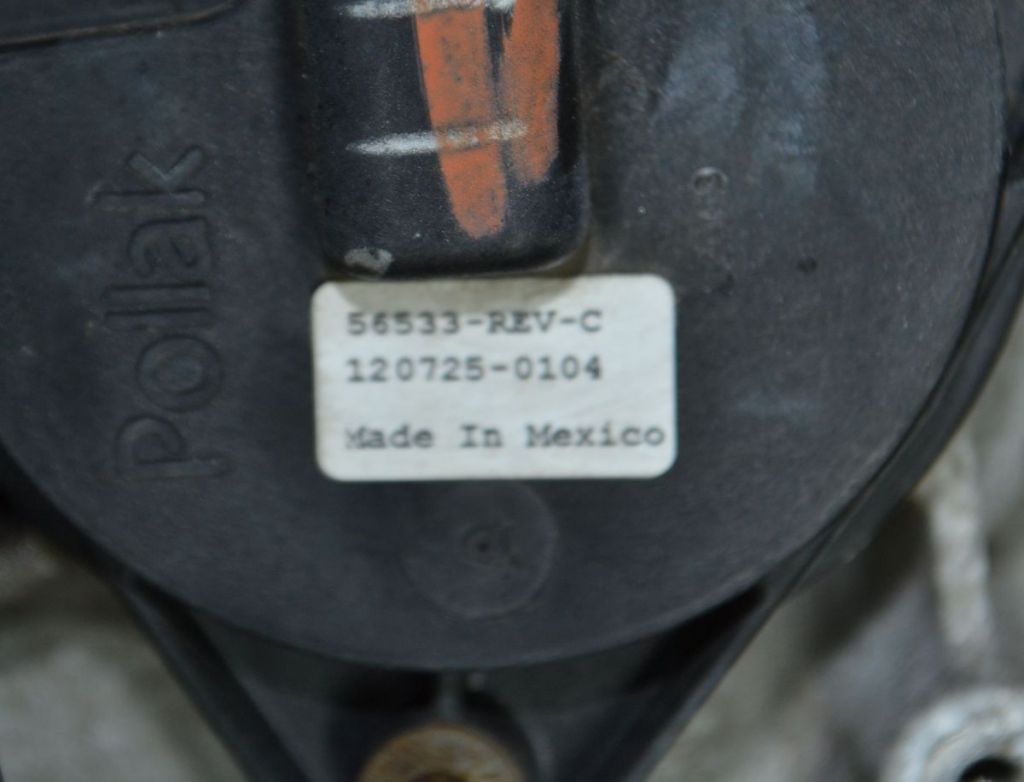 pollak
56533-REV-C
120725-0104
Made In Mexico